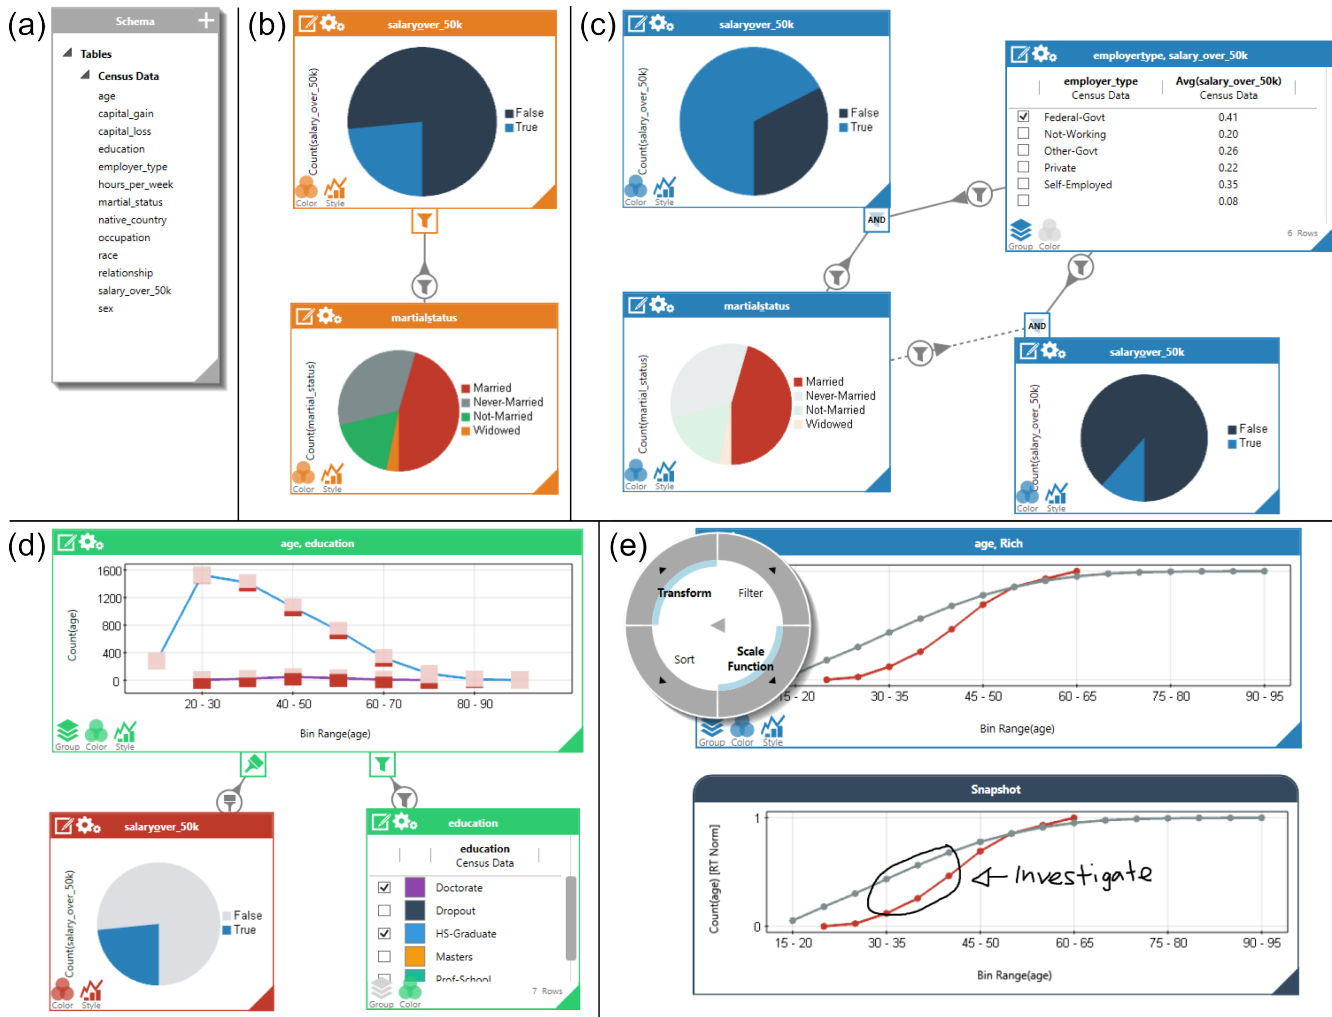 (a)
Schema
Tables
Census Data
age
capital_gain
capital_loss
education
employer_type
hours_per_week
martial_status
native_country
occupation
race
relationship
salary_over_50k
sex
(b)
salaryover_50k
Count(salary_over_50k)
False
True
Color
Style
martialstatus
Count(martial_status)
Married
Never-Married
Not-Married
Widowed
Color
Style
(c)
salaryover_50k
Count(salary_over_50k)
False
True
Color
Style
AND
employertype, salary_over_50k
employer_type Avg(salary_over_50k)
Census Data Census Data
Federal-Govt 0.41
Not-Working 0.20
Other-Govt 0.26
Private 0.22
Self-Employed 0.35
0.08
Group
Color
6 Rows
martialstatus
Count(martial_status)
Married
Never-Married
Not-Married
Widowed
Color
Style
AND
salaryover_50k
Count(salary_over_50k)
False
True
Color
Style
(d)
age, education
Count(age)
1600
1200
800
400
0
20 - 30 40 - 50 60 - 70 80 - 90
Bin Range(age)
Group
Color
Style
salaryover_50k
Count(salary_over_50k)
False
True
Color
Style
education
education
Census Data
Doctorate
Dropout
HS-Graduate
Masters
Prof-School
Group
Color
7 Rows
(e)
age, Rich
Transform
Filter
Sort
Scale
Function
15 - 20 30 - 35 45 - 50 60 - 65 75 - 80 90 - 95
Bin Range(age)
Group
Color
Style
Snapshot
Count(age) [RT Norm]
1
0
Investigate
15 - 20 30 - 35 45 - 50 60 - 65 75 - 80 90 - 95
Bin Range(age)